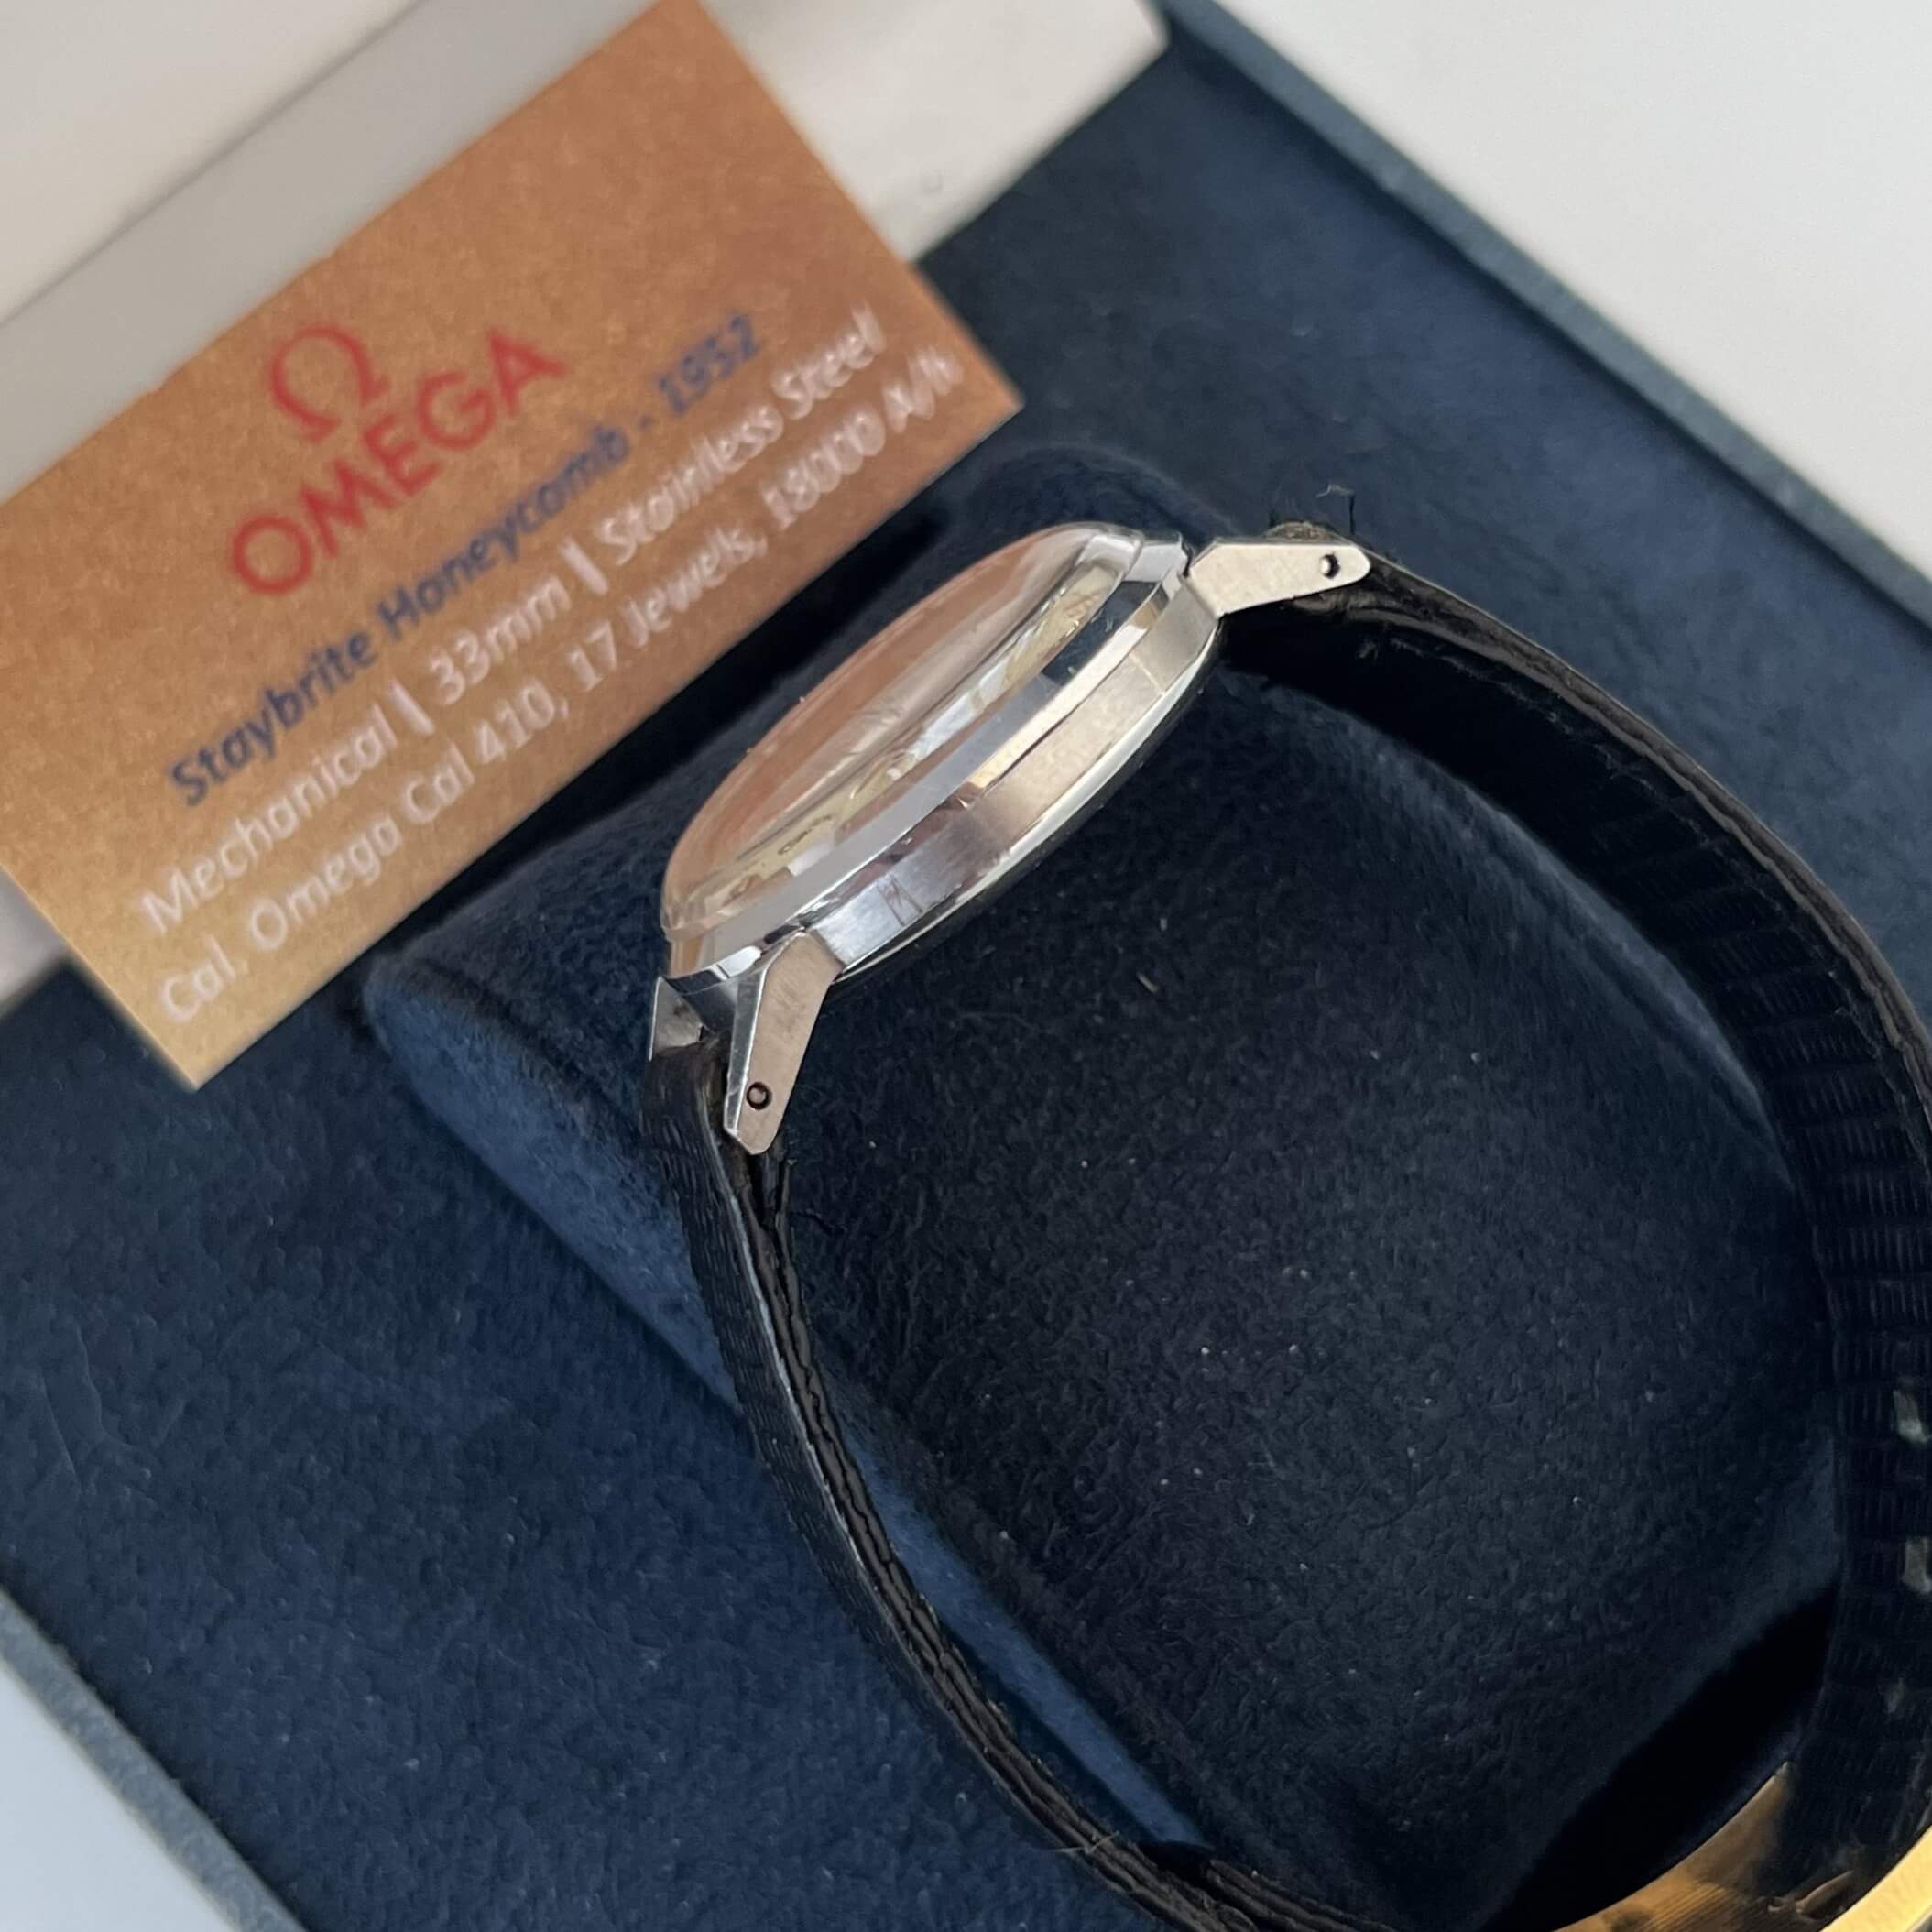 Ω
OMEGA
Staybrite Honeycomb - 1952
Mechanical | 33mm | Stainless Steel
Cal. Omega Cal 410, 17 Jewels, 18000 A/h